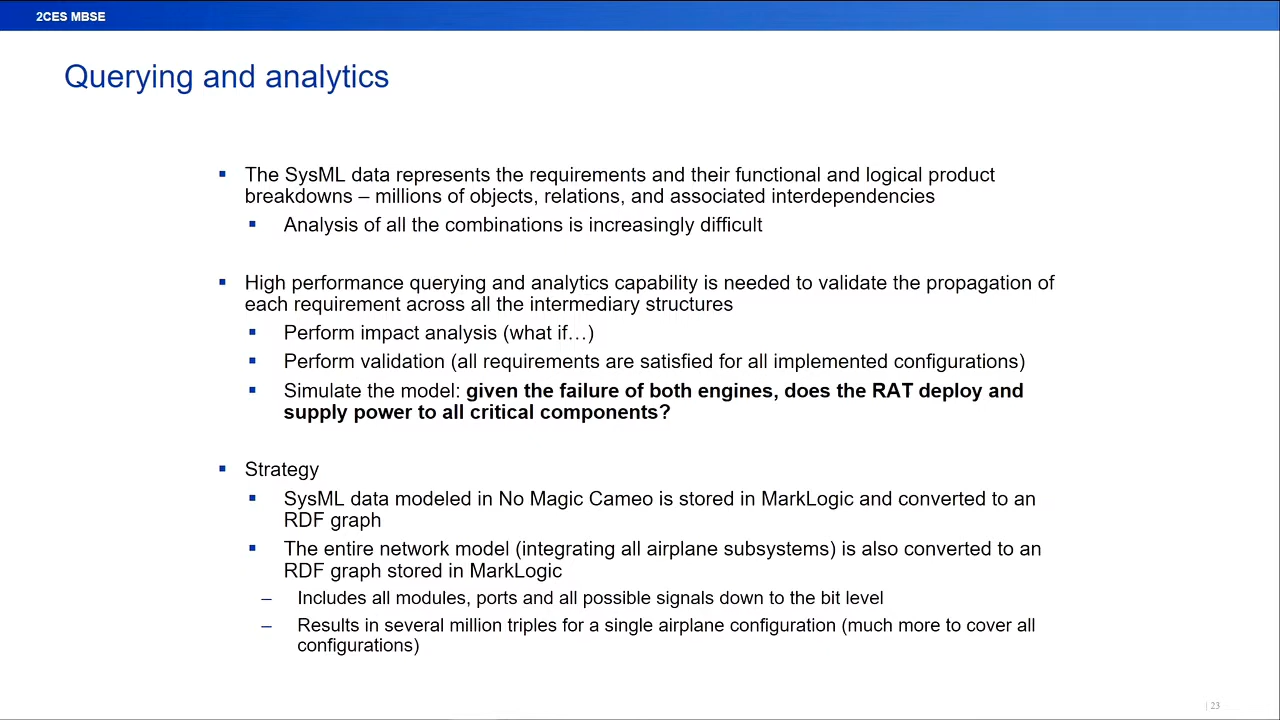 2CES MBSE
Querying and analytics
▪ The SysML data represents the requirements and their functional and logical product
breakdowns – millions of objects, relations, and associated interdependencies
▪ Analysis of all the combinations is increasingly difficult
▪ High performance querying and analytics capability is needed to validate the propagation of
each requirement across all the intermediary structures
▪ Perform impact analysis (what if…)
▪ Perform validation (all requirements are satisfied for all implemented configurations)
▪ Simulate the model: given the failure of both engines, does the RAT deploy and
supply power to all critical components?
▪ Strategy
▪ SysML data modeled in No Magic Cameo is stored in MarkLogic and converted to an
RDF graph
▪ The entire network model (integrating all airplane subsystems) is also converted to an
RDF graph stored in MarkLogic
– Includes all modules, ports and all possible signals down to the bit level
– Results in several million triples for a single airplane configuration (much more to cover all
configurations)
| 23